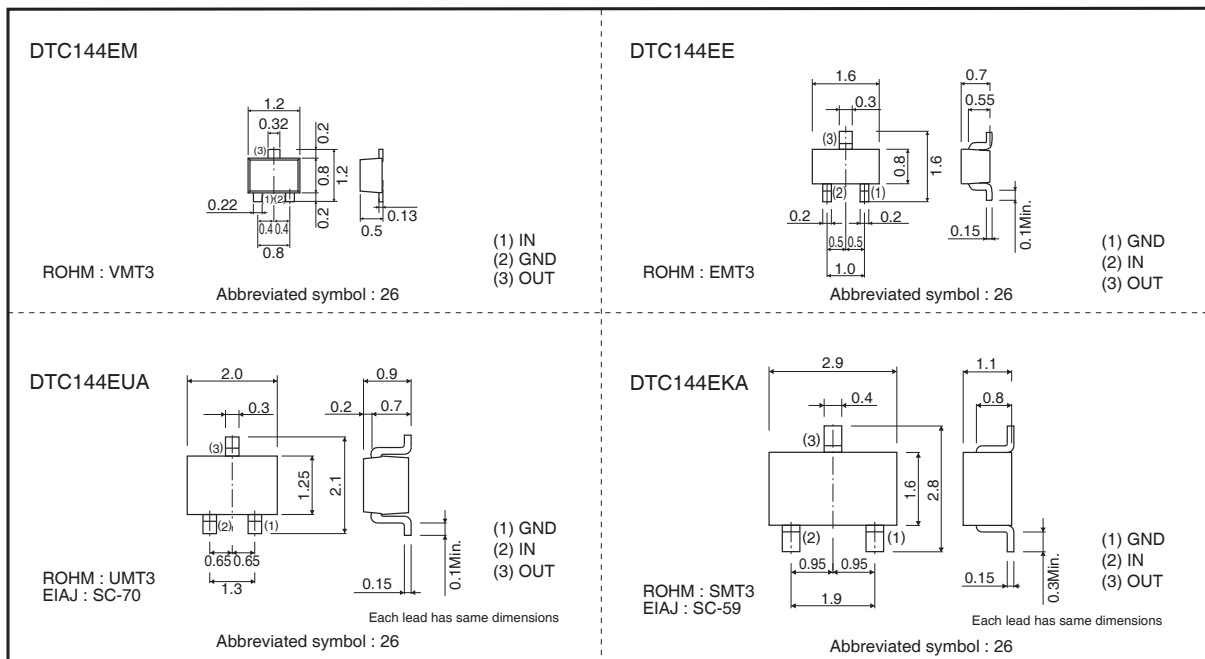 DTC144EM
1.2
0.32
0.2
(3)
0.8
1.2
(1)
(2)
0.22
0.4
0.4
0.2
0.13
0.8
0.5
(1) IN
(2) GND
(3) OUT
ROHM : VMT3
Abbreviated symbol : 26
DTC144EE
1.6
0.7
0.3
0.55
(3)
0.8
1.6
(2)
(1)
0.2
0.2
0.5
0.5
0.15
0.1Min.
1.0
(1) GND
(2) IN
(3) OUT
ROHM : EMT3
Abbreviated symbol : 26
DTC144EUA
2.0
0.9
0.3
0.2
0.7
(3)
1.25
2.1
(2)
(1)
0.65
0.65
1.3
0.15
0.1Min.
(1) GND
(2) IN
(3) OUT
ROHM : UMT3
EIAJ : SC-70
Each lead has same dimensions
Abbreviated symbol : 26
DTC144EKA
2.9
1.1
0.4
0.8
(3)
1.6
2.8
(2)
(1)
0.95
0.95
1.9
0.15
0.3Min.
(1) GND
(2) IN
(3) OUT
ROHM : SMT3
EIAJ : SC-59
Each lead has same dimensions
Abbreviated symbol : 26